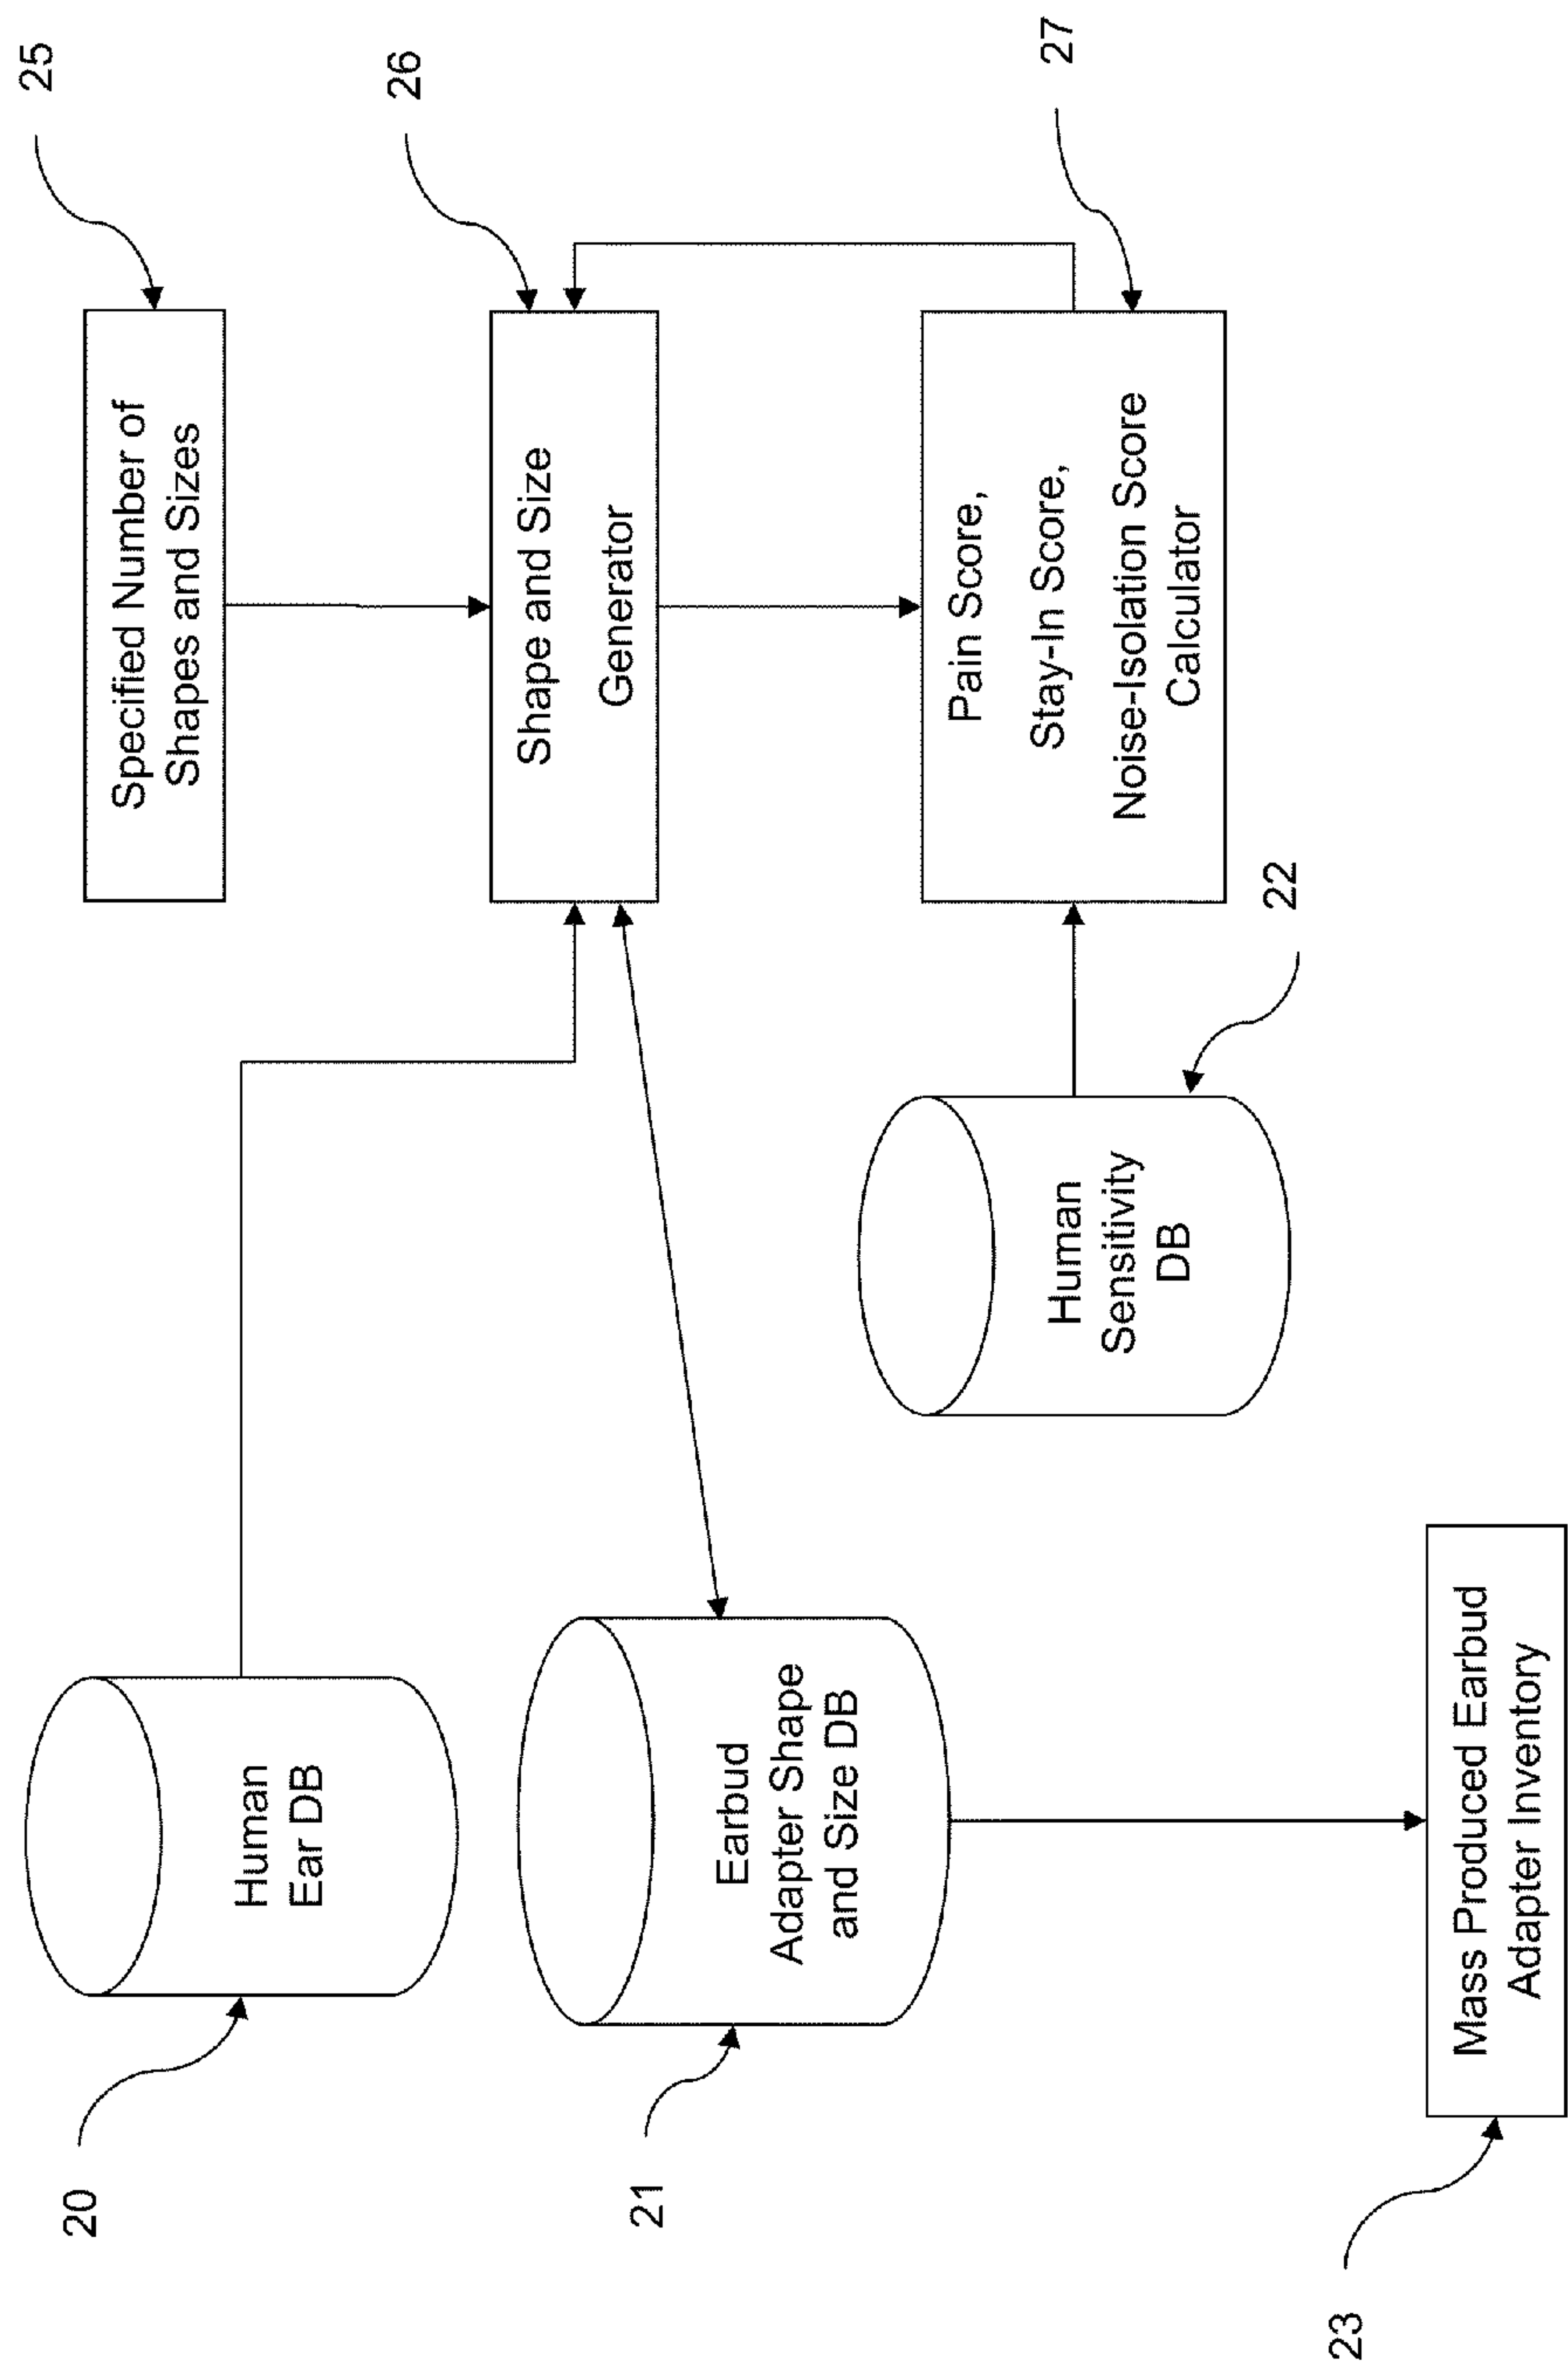 20
Human
Ear DB
Specified Number of
Shapes and Sizes
25
21
Earbud
Adapter Shape
and Size DB
Shape and Size
Generator
26
Human
Sensitivity
DB
22
Pain Score,
Stay-In Score,
Noise-Isolation Score
Calculator
27
23
Mass Produced Earbud
Adapter Inventory